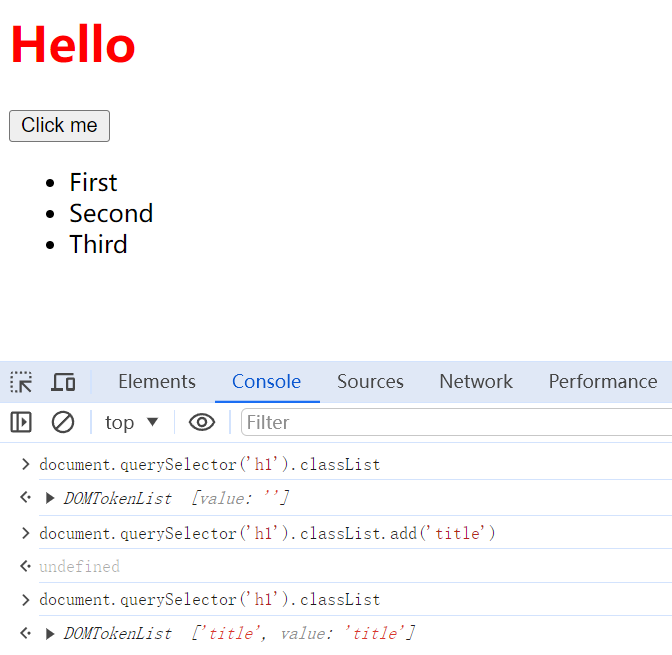 Hello
Click me
First
Second
Third
Elements Console Sources Network Performance
top Filter
document.querySelector('h1').classList
DOMTokenList [value: '']
document.querySelector('h1').classList.add('title')
undefined
document.querySelector('h1').classList
DOMTokenList ['title', value: 'title']